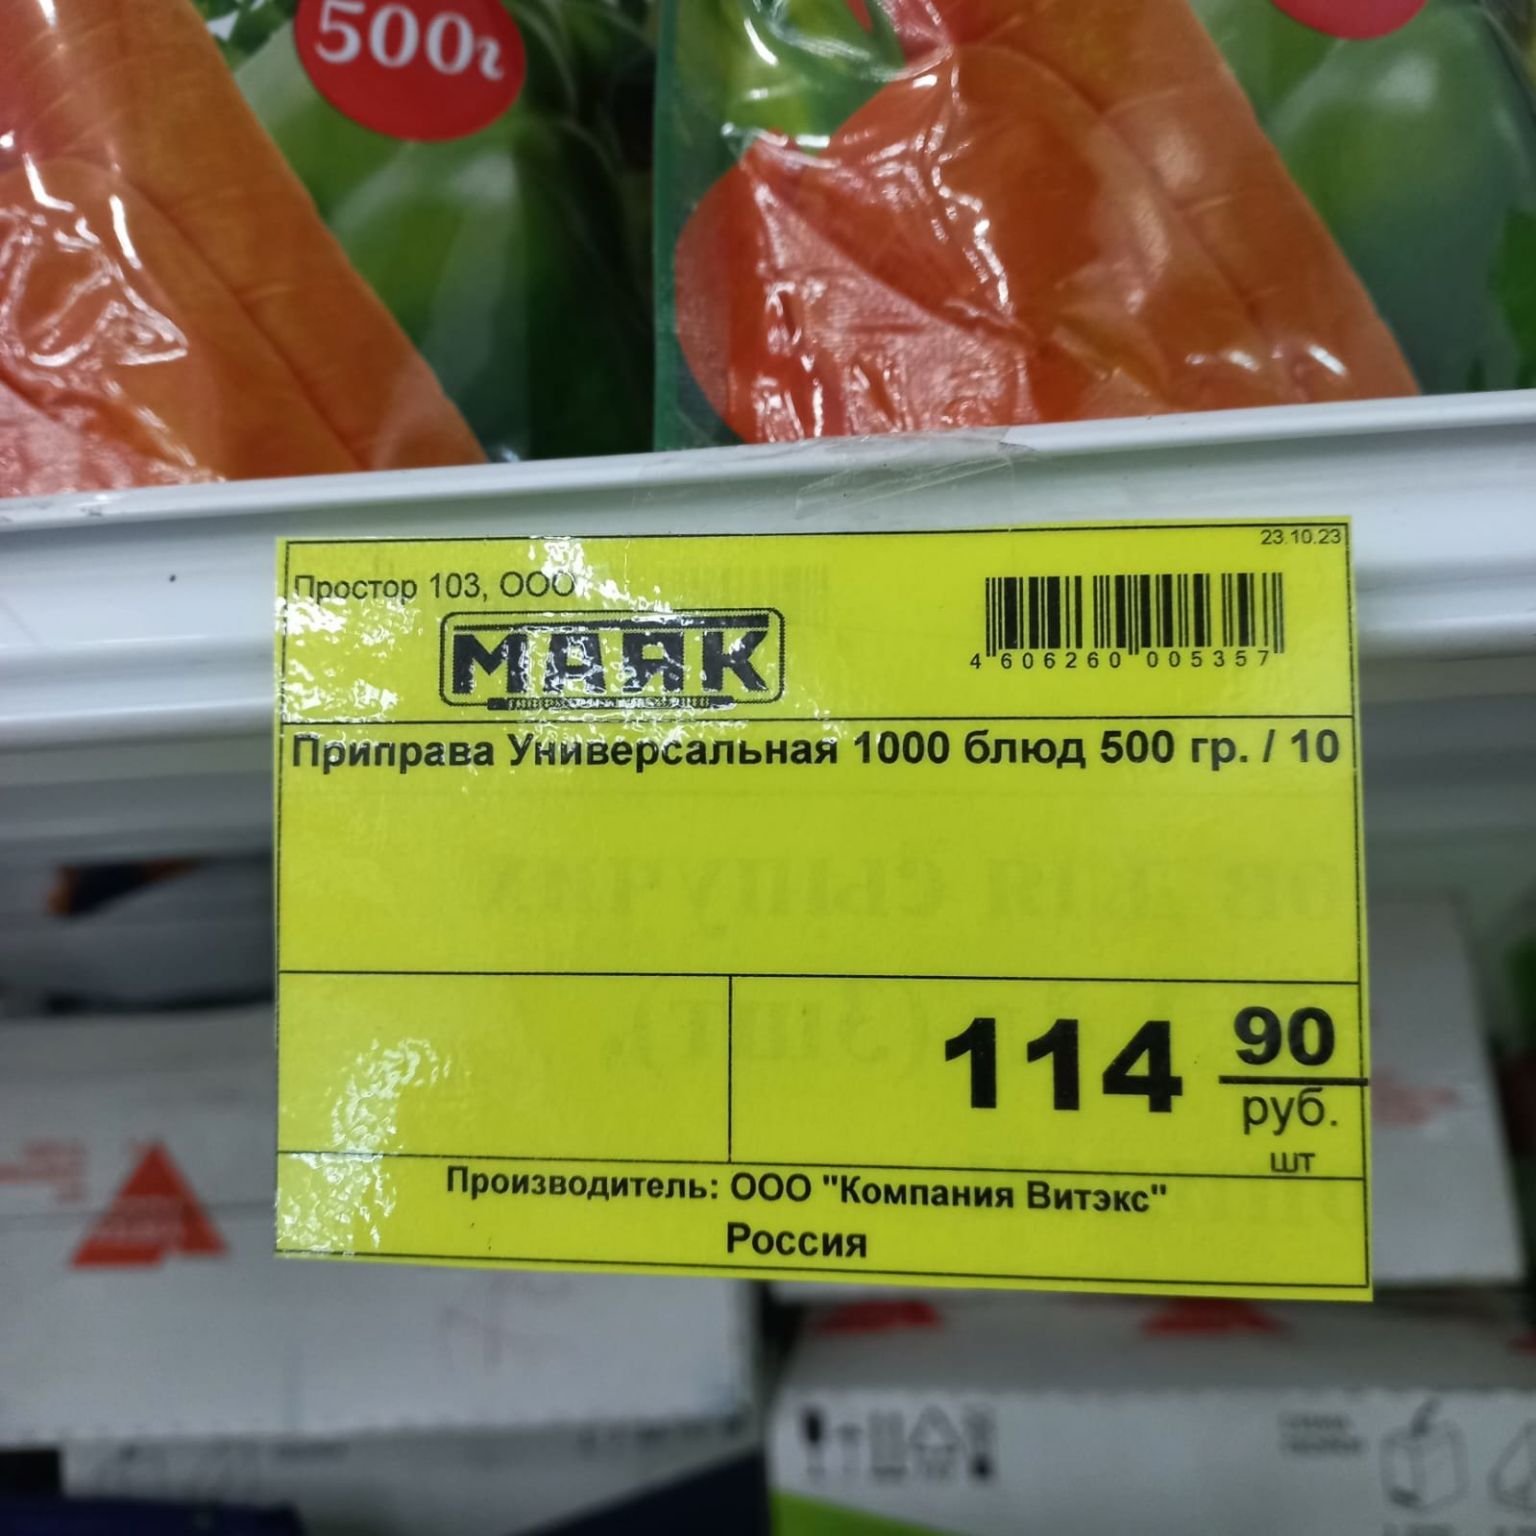 500г
23.10.23
Простор 103, ООО
МАЯК
4 606260 005357
Приправа Универсальная 1000 блюд 500 гр. / 10
114 90
руб.
шт
Производитель: ООО "Компания Витэкс"
Россия